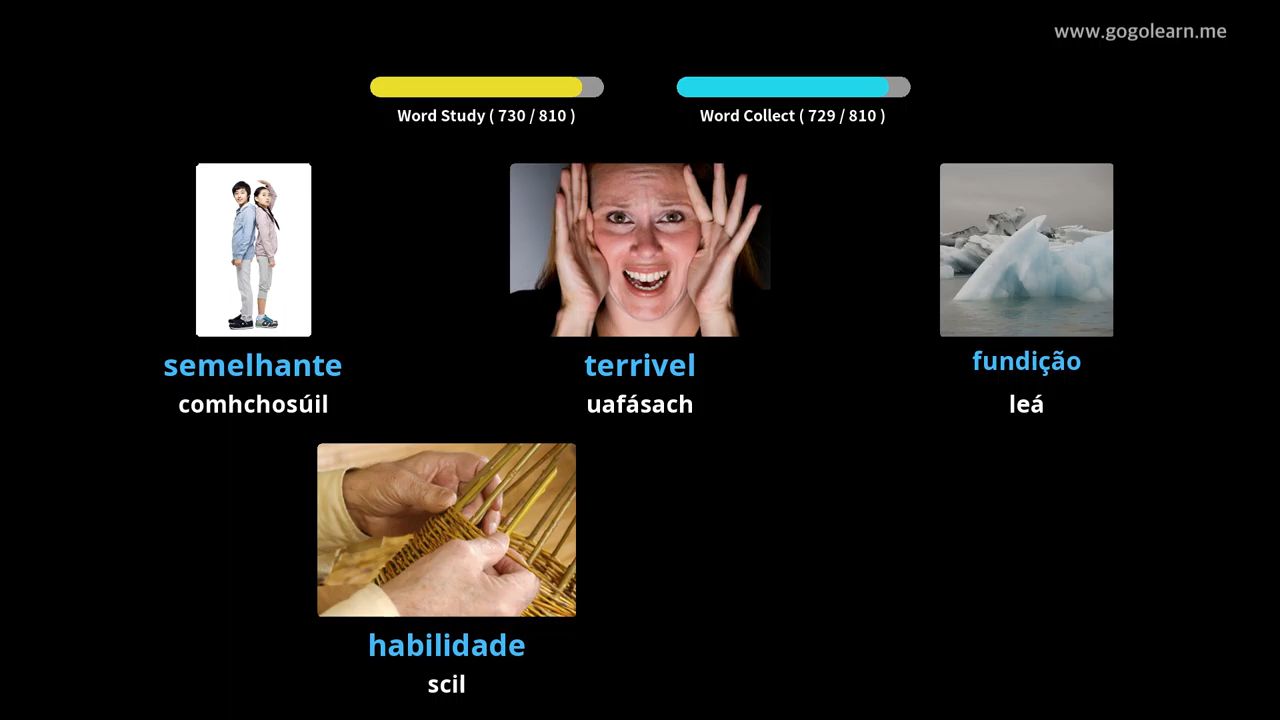 www.gogolearn.me
Word Study ( 730 / 810 )
Word Collect ( 729 / 810 )
semelhante
comhchosúil
terrivel
uafásach
fundição
leá
habilidade
scil